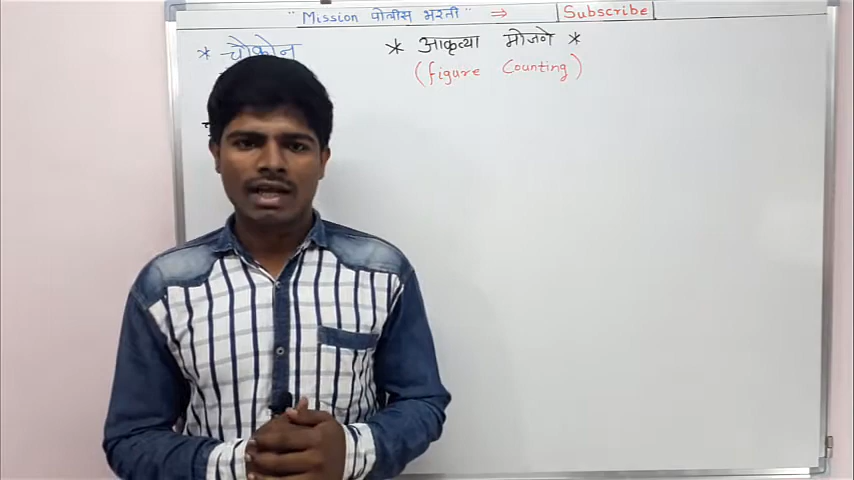 "Mission पोलीस भरती" → Subscribe
* चौकोन
* आकृत्या मोजणे *
(figure Counting)